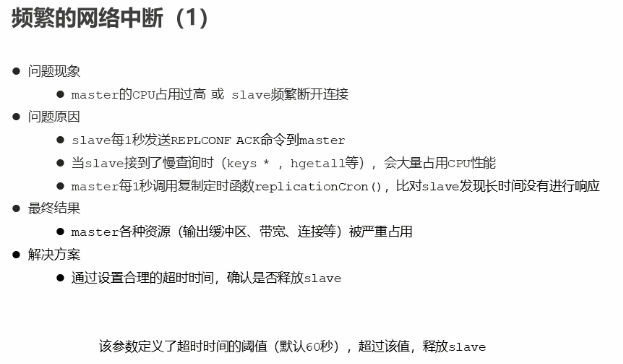 频繁的网络中断（1）
● 问题现象
● master的CPU占用过高 或 slave频繁断开连接
● 问题原因
● slave每1秒发送REPLCONF ACK命令到master
● 当slave接到了慢查询时（keys * ，hgetall等），会大量占用CPU性能
● master每1秒调用复制定时函数replicationCron()，比对slave发现长时间没有进行响应
● 最终结果
● master各种资源（输出缓冲区、带宽、连接等）被严重占用
● 解决方案
● 通过设置合理的超时时间，确认是否释放slave
该参数定义了超时时间的阈值（默认60秒），超过该值，释放slave